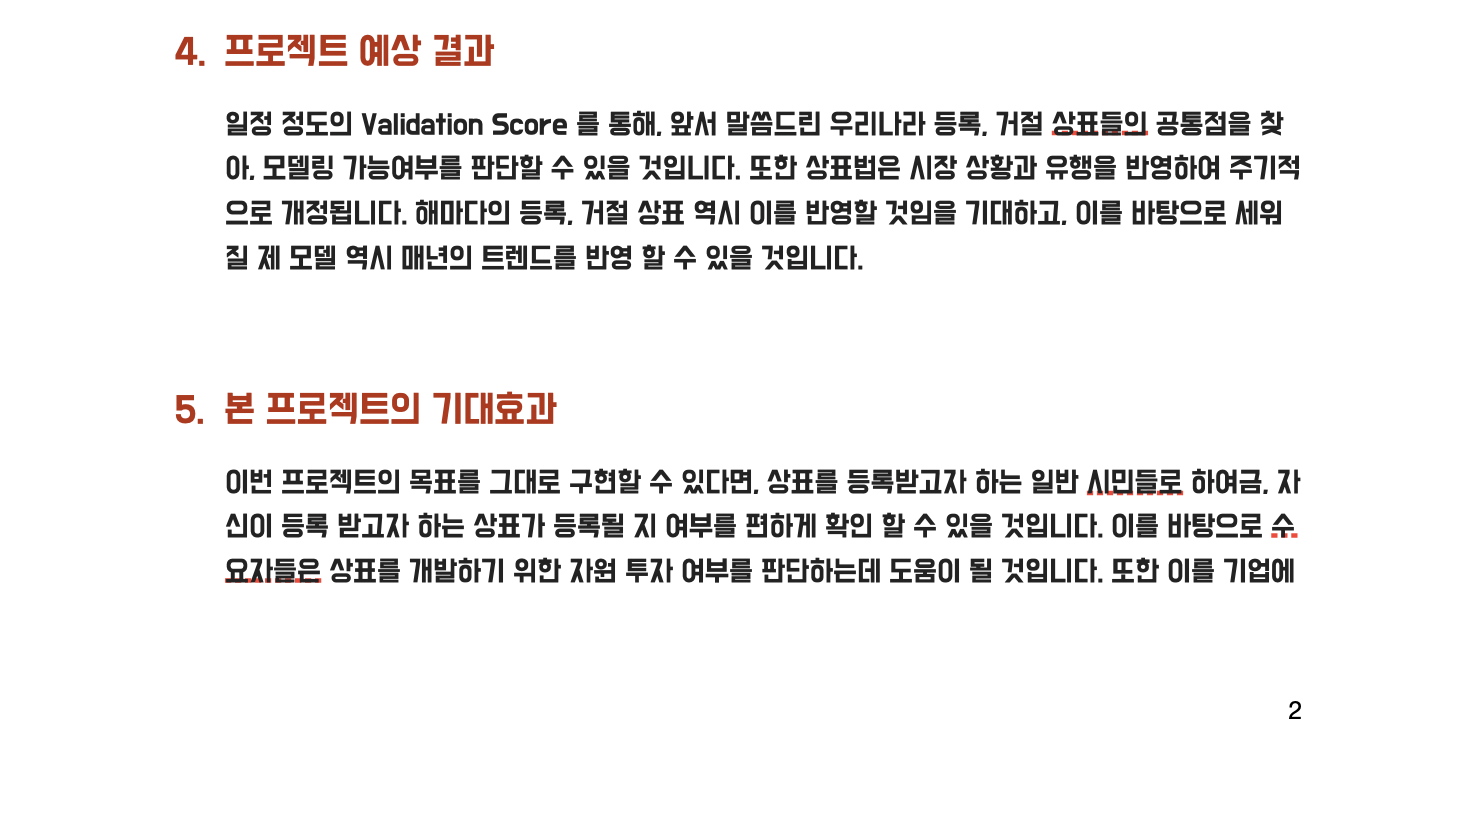 4. 프로젝트 예상 결과
일정 정도의 Validation Score 를 통해, 앞서 말씀드린 우리나라 등록, 거절 상표들의 공통점을 찾
아, 모델링 가능여부를 판단할 수 있을 것입니다. 또한 상표법은 시장 상황과 유행을 반영하여 주기적
으로 개정됩니다. 해마다의 등록, 거절 상표 역시 이를 반영할 것임을 기대하고, 이를 바탕으로 세워
질 제 모델 역시 매년의 트렌드를 반영 할 수 있을 것입니다.
5. 본 프로젝트의 기대효과
이번 프로젝트의 목표를 그대로 구현할 수 있다면, 상표를 등록받고자 하는 일반 시민들로 하여금, 자
신이 등록 받고자 하는 상표가 등록될 지 여부를 편하게 확인 할 수 있을 것입니다. 이를 바탕으로 수
요자들은 상표를 개발하기 위한 자원 투자 여부를 판단하는데 도움이 될 것입니다. 또한 이를 기업에
2